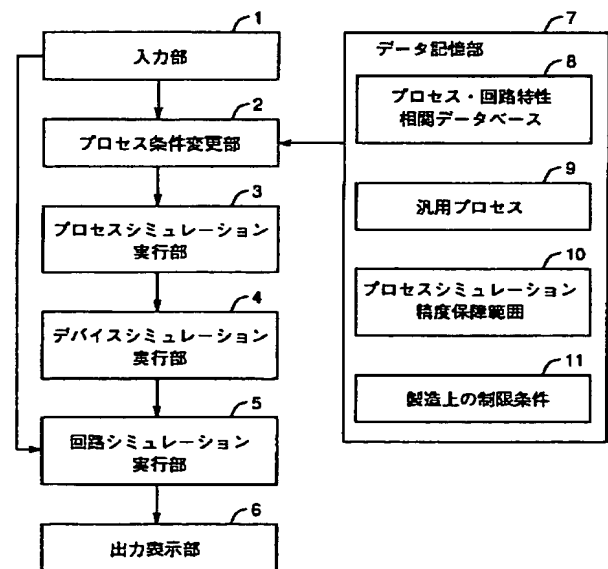 1
入力部
2
プロセス条件変更部
3
プロセスシミュレーション
実行部
4
デバイスシミュレーション
実行部
5
回路シミュレーション
実行部
6
出力表示部
7
データ記憶部
8
プロセス・回路特性
相関データベース
9
汎用プロセス
10
プロセスシミュレーション
精度保障範囲
11
製造上の制限条件